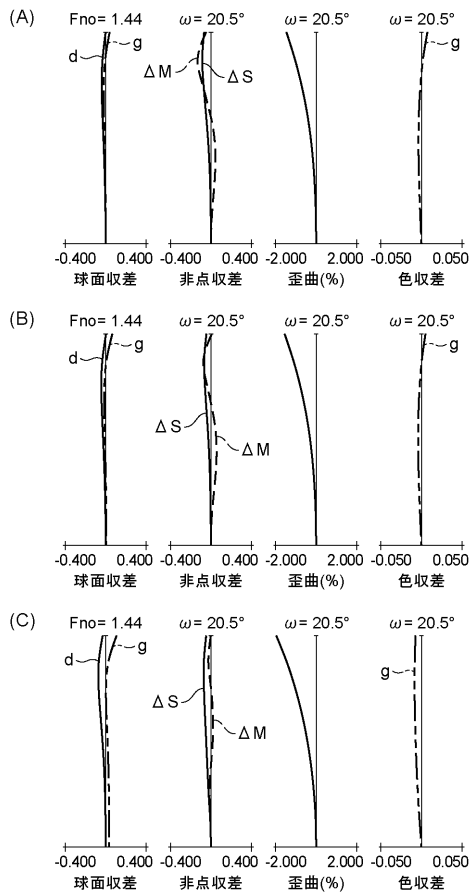 (A) Fno = 1.44 ω = 20.5° ω = 20.5° ω = 20.5°
d g ΔM ΔS g
-0.400 0.400 -0.400 0.400 -2.000 2.000 -0.050 0.050
球面収差 非点収差 歪曲(%) 色収差
(B) Fno= 1.44 ω= 20.5° ω= 20.5° ω= 20.5°
d g ΔS ΔM g
-0.400 0.400 -0.400 0.400 -2.000 2.000 -0.050 0.050
球面収差 非点収差 歪曲(%) 色収差
(C) Fno= 1.44 ω= 20.5° ω= 20.5° ω= 20.5°
d g ΔS ΔM g
-0.400 0.400 -0.400 0.400 -2.000 2.000 -0.050 0.050
球面収差 非点収差 歪曲(%) 色収差